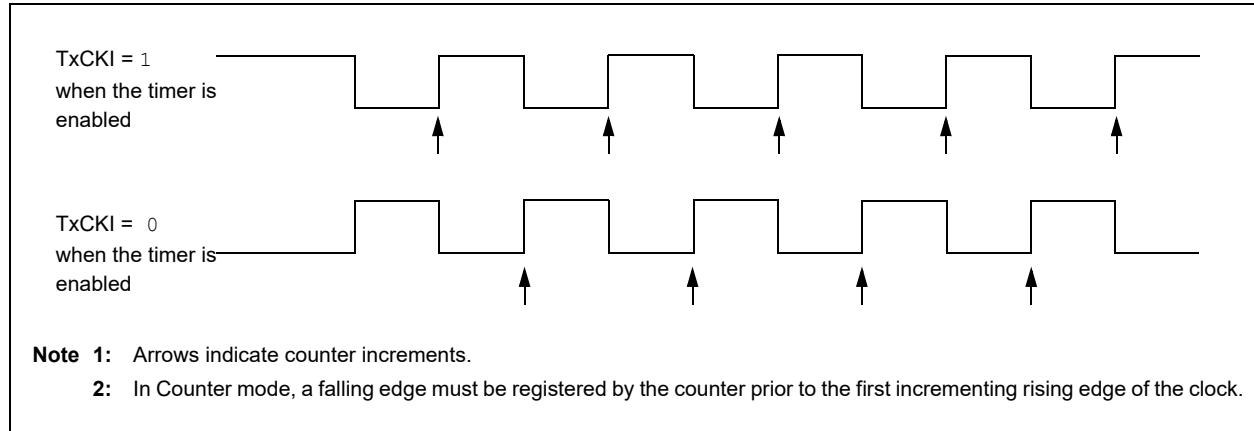 TxCKI = 1
when the timer is
enabled
TxCKI = 0
when the timer is
enabled
Note 1: Arrows indicate counter increments.
2: In Counter mode, a falling edge must be registered by the counter prior to the first incrementing rising edge of the clock.